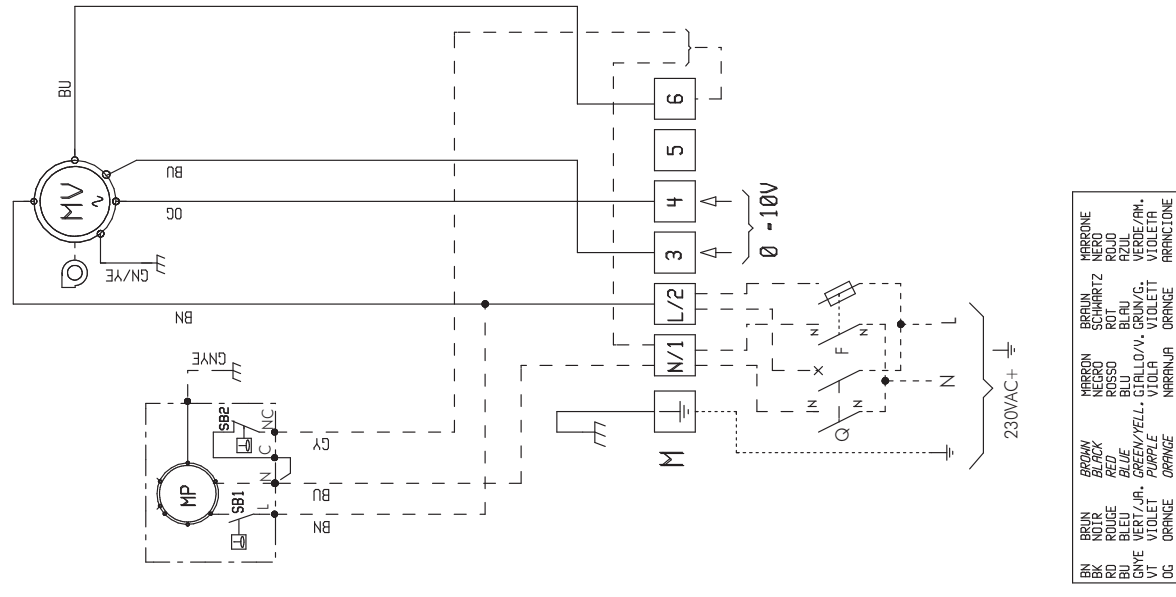 BU
MV
~
BU
OG
GN/YE
BN
GNYE
6
5
4
3
L/2
N/1
M
0 - 10V
MP
SB2
SB1
NC
C
N
L
GY
BU
BN
N
N
F
X
N
N
Q
L
N
230VAC+
BN BRUN BROWN MARRON BRAUN MARRONE
BK NOIR BLACK NEGRO SCHWARTZ NERO
RD ROUGE RED ROSSO ROT ROJO
BU BLEU BLUE BLU BLAU AZUL
GNYE VERT/JA. GREEN/YELL. GIALLO/V. GRUN/G. VERDE/AM.
VT VIOLET PURPLE VIOLA VIOLETT VIOLETA
OG ORANGE ORANGE NARANJA ORANGE ARANCIONE